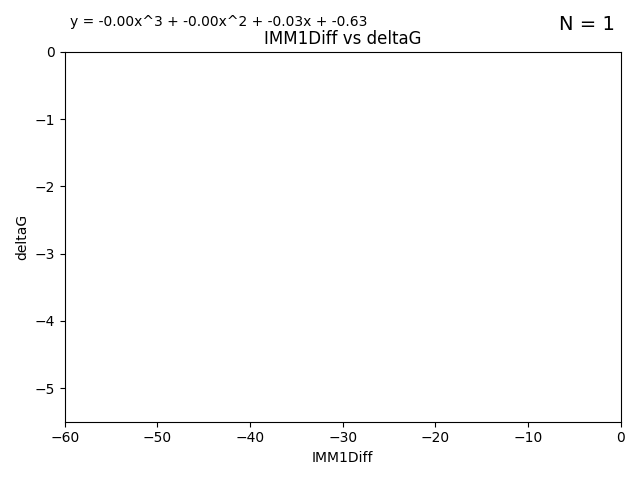 y = -0.00x^3 + -0.00x^2 + -0.03x + -0.63
N = 1
IMM1Diff vs deltaG
0
−1
−2
−3
−4
−5
deltaG
−60 −50 −40 −30 −20 −10 0
IMM1Diff